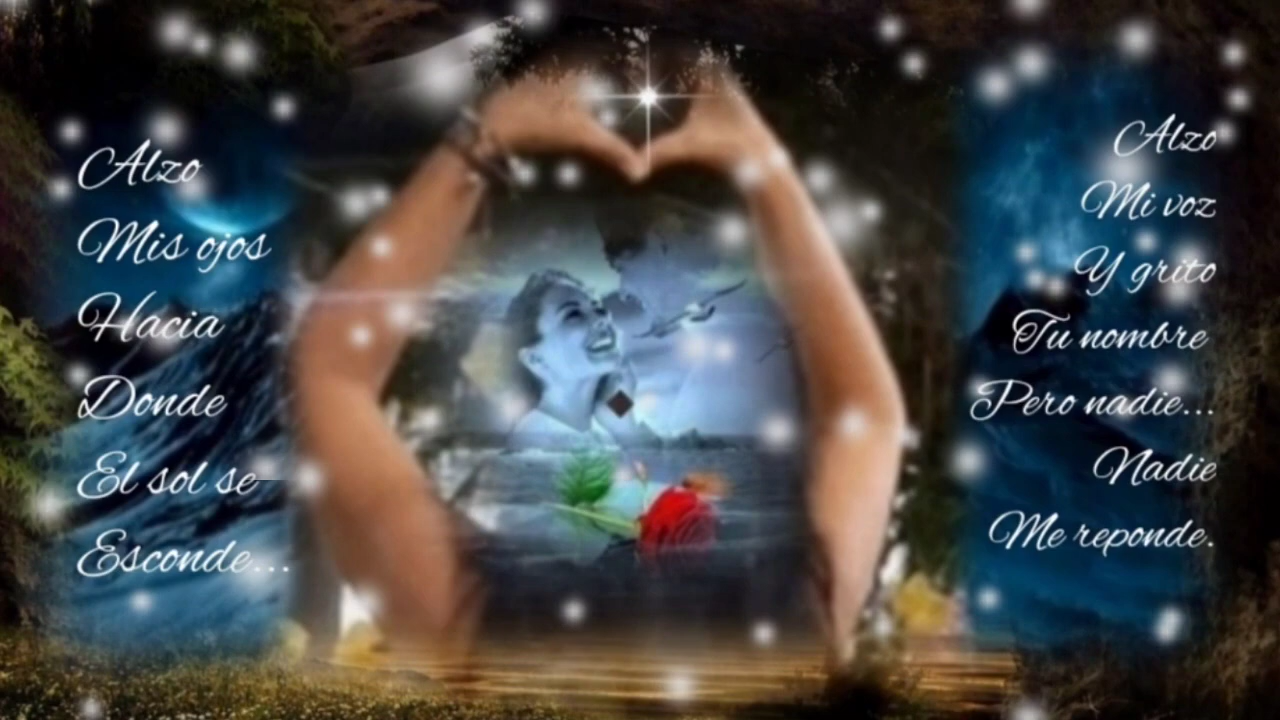 Alzo
Mis ojos
Hacia
Donde
El sol se
Esconde...
Alzo
Mi voz
Y grito
Tu nombre
Pero nadie...
Nadie
Me reponde.